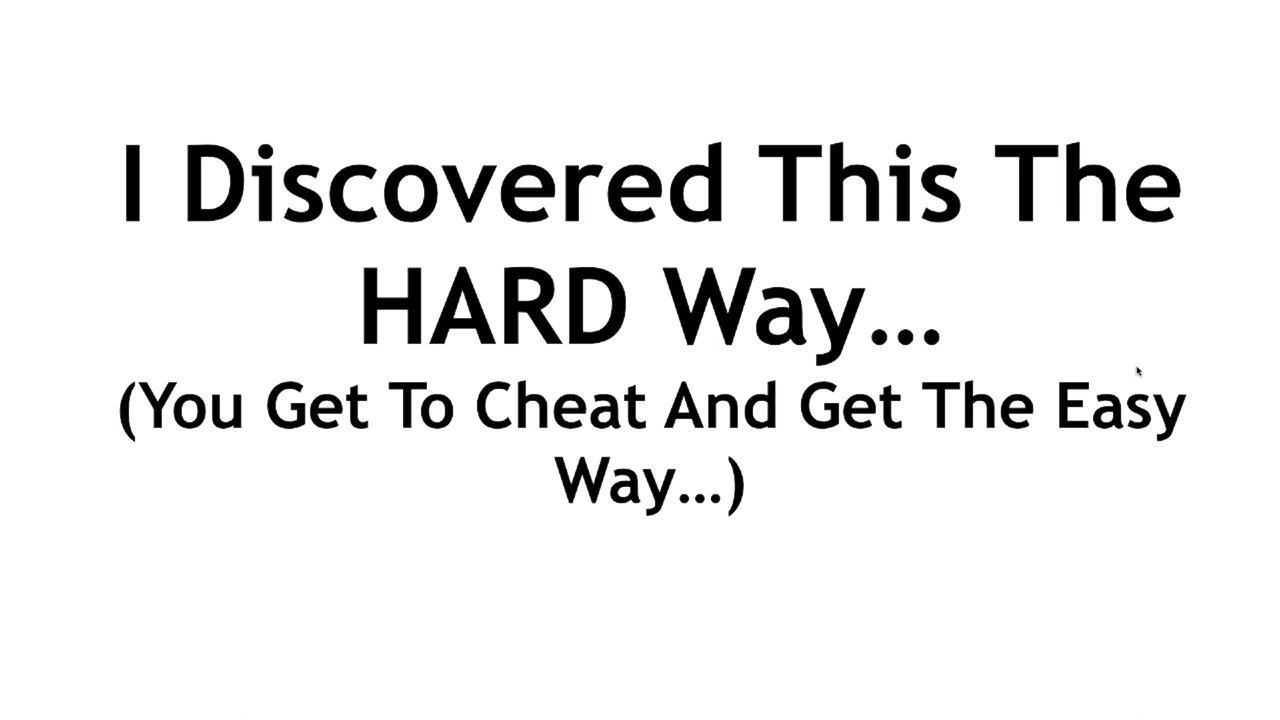 I Discovered This The
HARD Way...
(You Get To Cheat And Get The Easy
Way...)